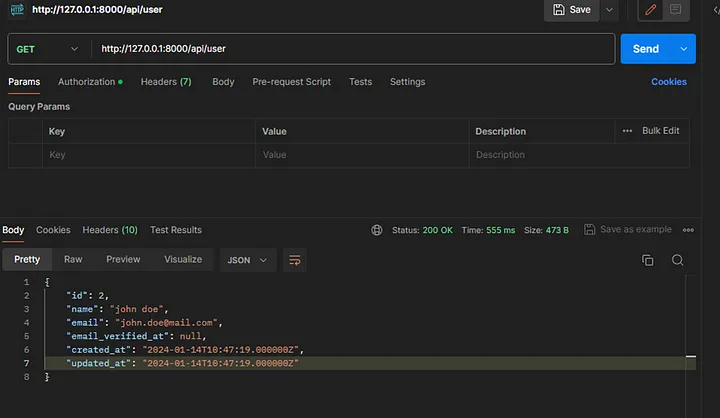 HTTP http://127.0.0.1:8000/api/user Save
GET http://127.0.0.1:8000/api/user Send
Params Authorization Headers (7) Body Pre-request Script Tests Settings Cookies
Query Params
Key Value Description ••• Bulk Edit
Key Value Description
Body Cookies Headers (10) Test Results Status: 200 OK Time: 555 ms Size: 473 B Save as example •••
Pretty Raw Preview Visualize JSON
1 {
2 "id": 2,
3 "name": "john doe",
4 "email": "john.doe@mail.com",
5 "email_verified_at": null,
6 "created_at": "2024-01-14T10:47:19.000000Z",
7 "updated_at": "2024-01-14T10:47:19.000000Z"
8 }